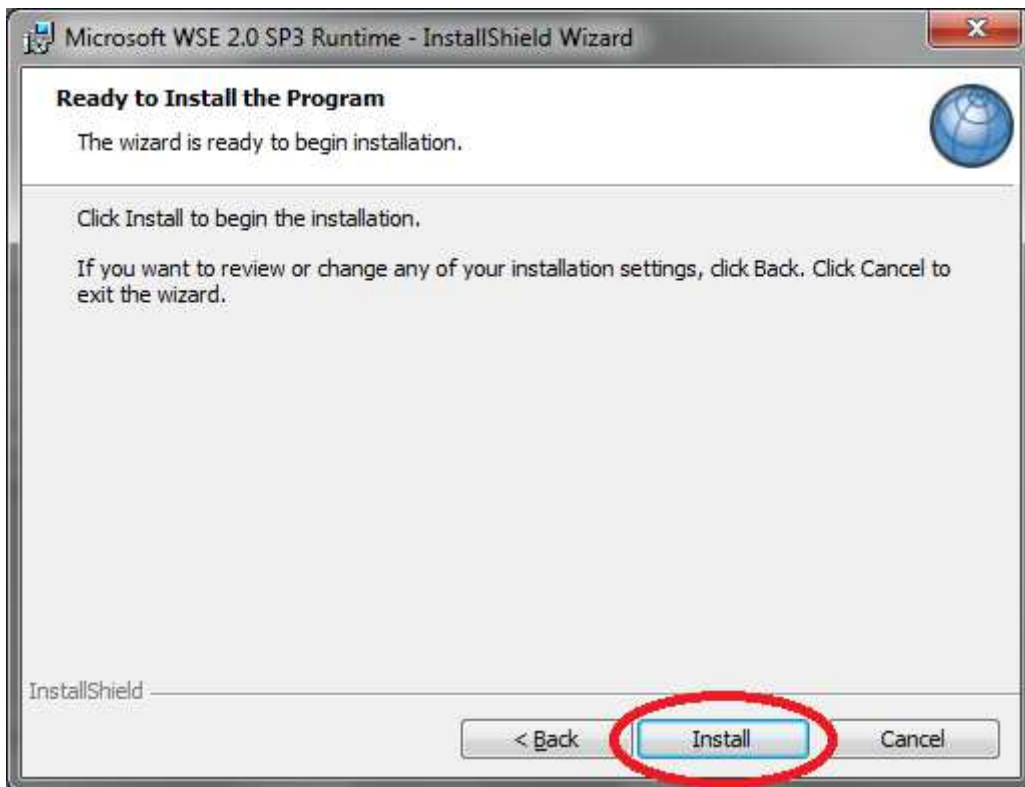 Microsoft WSE 2.0 SP3 Runtime - InstallShield Wizard
Ready to Install the Program
The wizard is ready to begin installation.
Click Install to begin the installation.
If you want to review or change any of your installation settings, click Back. Click Cancel to
exit the wizard.
InstallShield
< Back
Install
Cancel